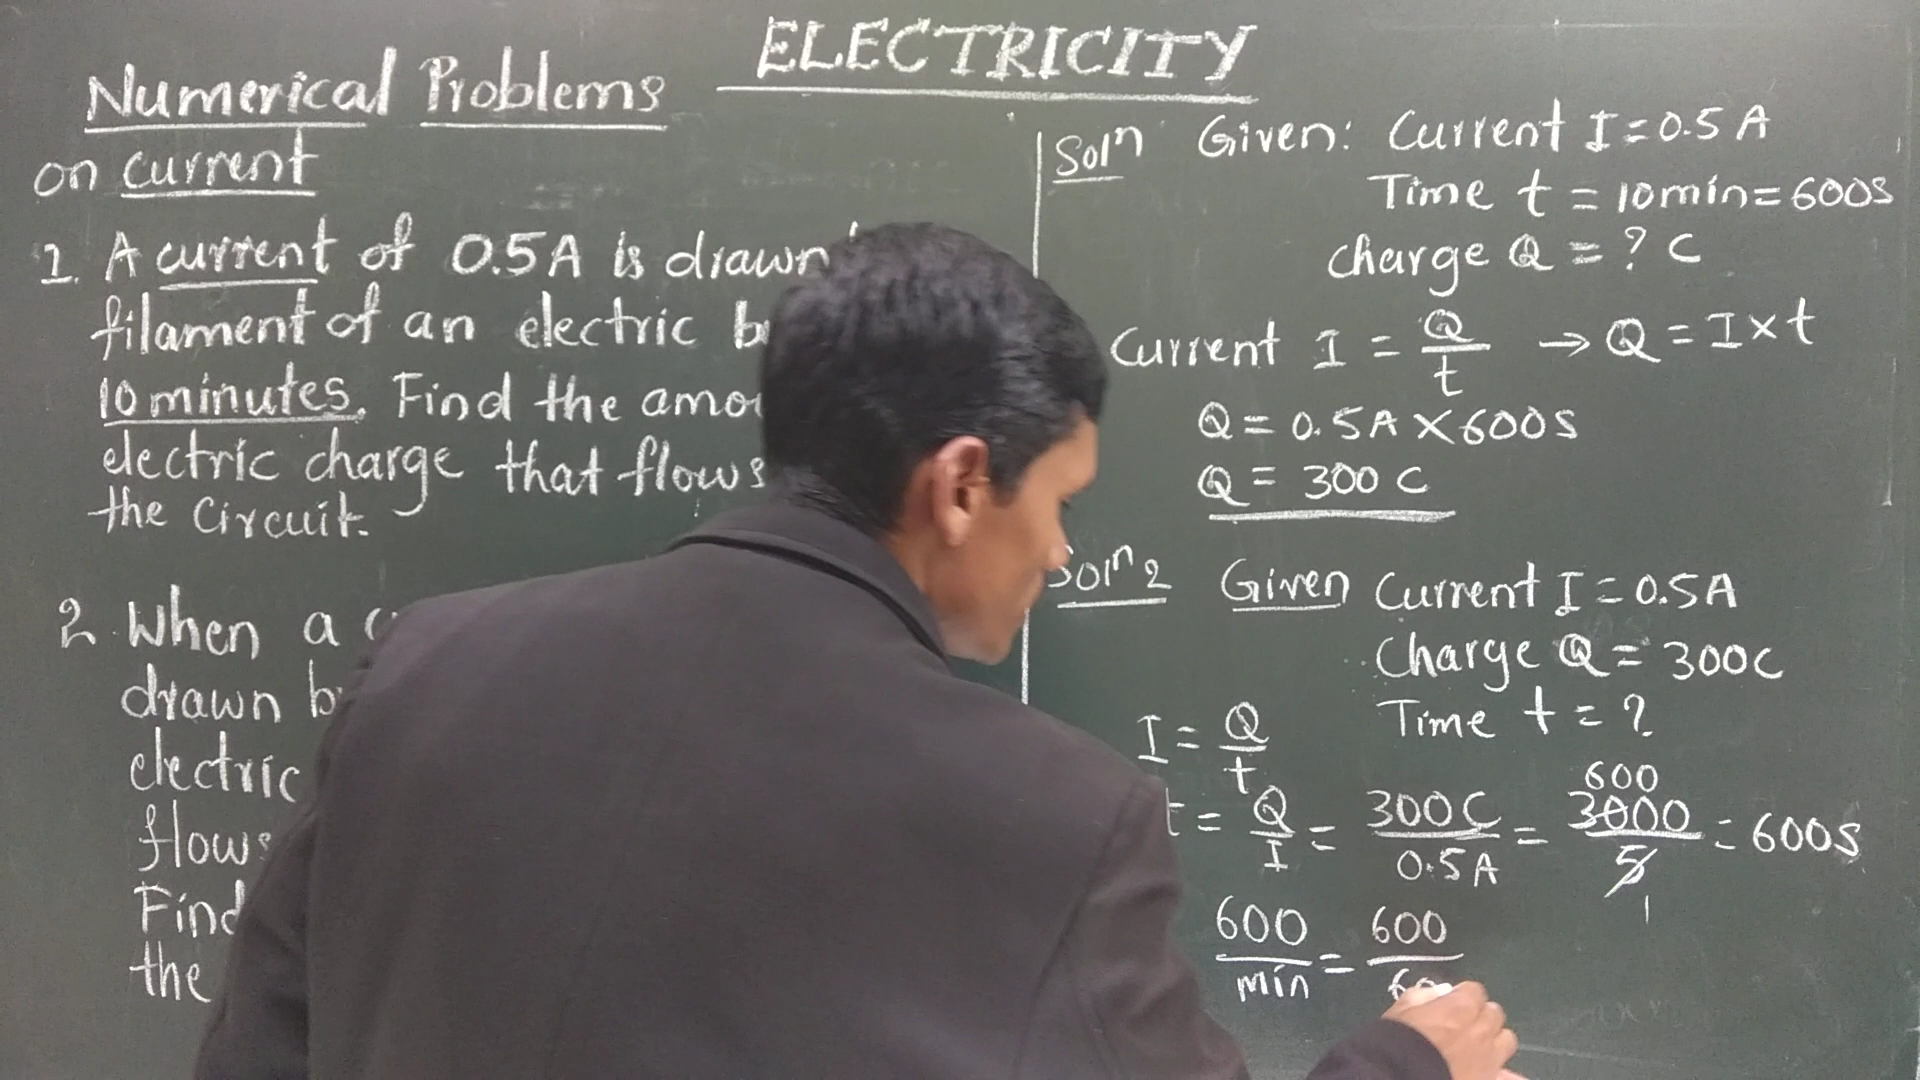 ELECTRICITY
Numerical Problems
on current
1. A current of 0.5A is drawn
filament of an electric
10 minutes. Find the
electric charge that flows
the Circuit.
2. When a
drawn
electric
flows
Find
the
Solⁿ Given: Current I = 0.5 A
Time t = 10min = 600s
Charge Q = ? C
Current I = Q/t → Q = I × t
Q = 0.5A × 600s
Q = 300 C
Solⁿ 2 Given Current I = 0.5A
Charge Q = 300C
Time t = ?
I = Q/t
600
t = Q/I = 300C/0.5A = 3000/5 = 600s
1
600/min = 600/60